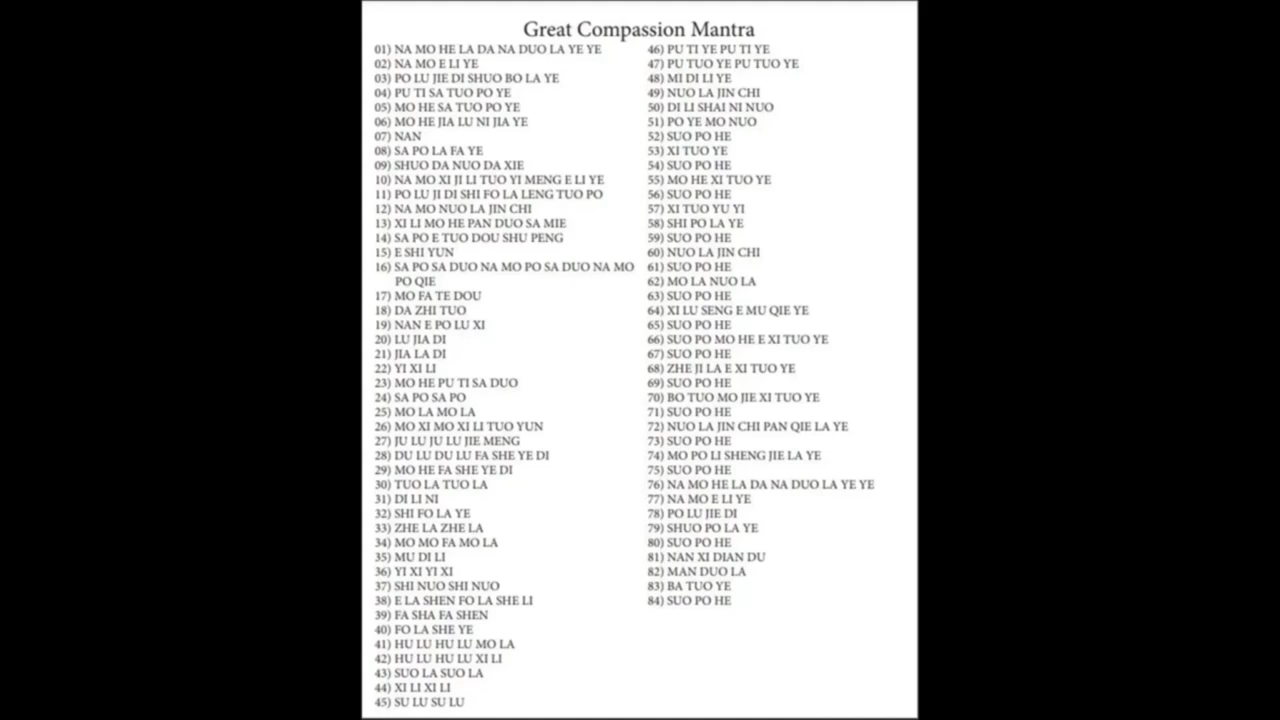 Great Compassion Mantra
01) NA MO HE LA DA NA DUO LA YE YE
02) NA MO E LI YE
03) PO LU JIE DI SHUO BO LA YE
04) PU TI SA TUO PO YE
05) MO HE SA TUO PO YE
06) MO HE JIA LU NI JIA YE
07) NAN
08) SA PO LA FA YE
09) SHUO DA NUO DA XIE
10) NA MO XI JI LI TUO YI MENG E LI YE
11) PO LU JI DI SHI FO LA LENG TUO PO
12) NA MO NUO LA JIN CHI
13) XI LI MO HE PAN DUO SA MIE
14) SA PO E TUO DOU SHU PENG
15) E SHI YUN
16) SA PO SA DUO NA MO PO SA DUO NA MO
PO QIE
17) MO FA TE DOU
18) DA ZHI TUO
19) NAN E PO LU XI
20) LU JIA DI
21) JIA LA DI
22) YI XI LI
23) MO HE PU TI SA DUO
24) SA PO SA PO
25) MO LA MO LA
26) MO XI MO XI LI TUO YUN
27) JU LU JU LU JIE MENG
28) DU LU DU LU FA SHE YE DI
29) MO HE FA SHE YE DI
30) TUO LA TUO LA
31) DI LI NI
32) SHI FO LA YE
33) ZHE LA ZHE LA
34) MO MO FA MO LA
35) MU DI LI
36) YI XI YI XI
37) SHI NUO SHI NUO
38) E LA SHEN FO LA SHE LI
39) FA SHA FA SHEN
40) FO LA SHE YE
41) HU LU HU LU MO LA
42) HU LU HU LU XI LI
43) SUO LA SUO LA
44) XI LI XI LI
45) SU LU SU LU
46) PU TI YE PU TI YE
47) PU TUO YE PU TUO YE
48) MI DI LI YE
49) NUO LA JIN CHI
50) DI LI SHAI NI NUO
51) PO YE MO NUO
52) SUO PO HE
53) XI TUO YE
54) SUO PO HE
55) MO HE XI TUO YE
56) SUO PO HE
57) XI TUO YU YI
58) SHI PO LA YE
59) SUO PO HE
60) NUO LA JIN CHI
61) SUO PO HE
62) MO LA NUO LA
63) SUO PO HE
64) XI LU SENG E MU QIE YE
65) SUO PO HE
66) SUO PO MO HE E XI TUO YE
67) SUO PO HE
68) ZHE JI LA E XI TUO YE
69) SUO PO HE
70) BO TUO MO JIE XI TUO YE
71) SUO PO HE
72) NUO LA JIN CHI PAN QIE LA YE
73) SUO PO HE
74) MO PO LI SHENG JIE LA YE
75) SUO PO HE
76) NA MO HE LA DA NA DUO LA YE YE
77) NA MO E LI YE
78) PO LU JIE DI
79) SHUO PO LA YE
80) SUO PO HE
81) NAN XI DIAN DU
82) MAN DUO LA
83) BA TUO YE
84) SUO PO HE